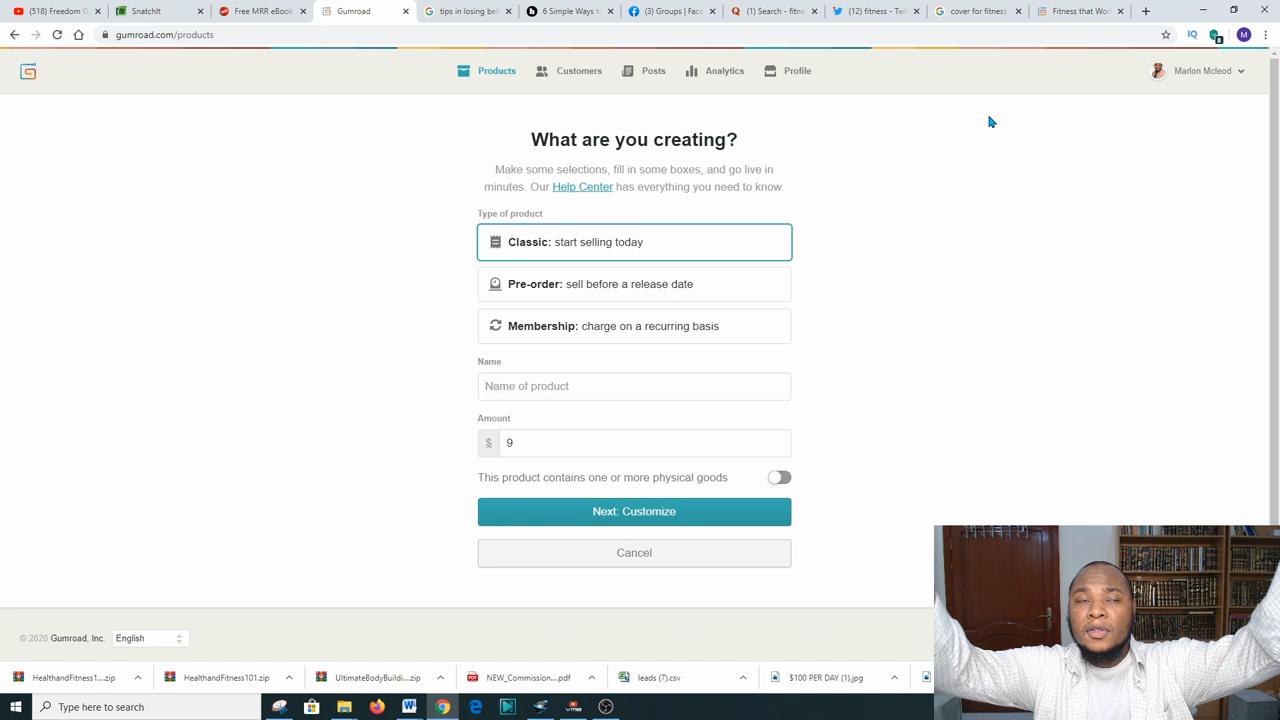 (518) Freedom G
SnatchIt
Free MRR eBook
Gumroad
tips in losing bel
6 Simple Ways to
(3) Groups | Face
(1) Search - fitne
(12) fitness - Twi
cover for fitness
Fitness that Wor
gumroad.com/products
IQ
8
M
Products
Customers
Posts
Analytics
Profile
Marlon Mcleod
What are you creating?
Make some selections, fill in some boxes, and go live in
minutes. Our Help Center has everything you need to know.
Type of product
Classic: start selling today
Pre-order: sell before a release date
Membership: charge on a recurring basis
Name
Name of product
Amount
$ 9
This product contains one or more physical goods
Next: Customize
Cancel
© 2020 Gumroad, Inc.
English
HealthandFitness1....zip
HealthandFitness101.zip
UltimateBodyBuildi....zip
NEW_Commission....pdf
leads (7).csv
$100 PER DAY (1).jpg
Type here to search